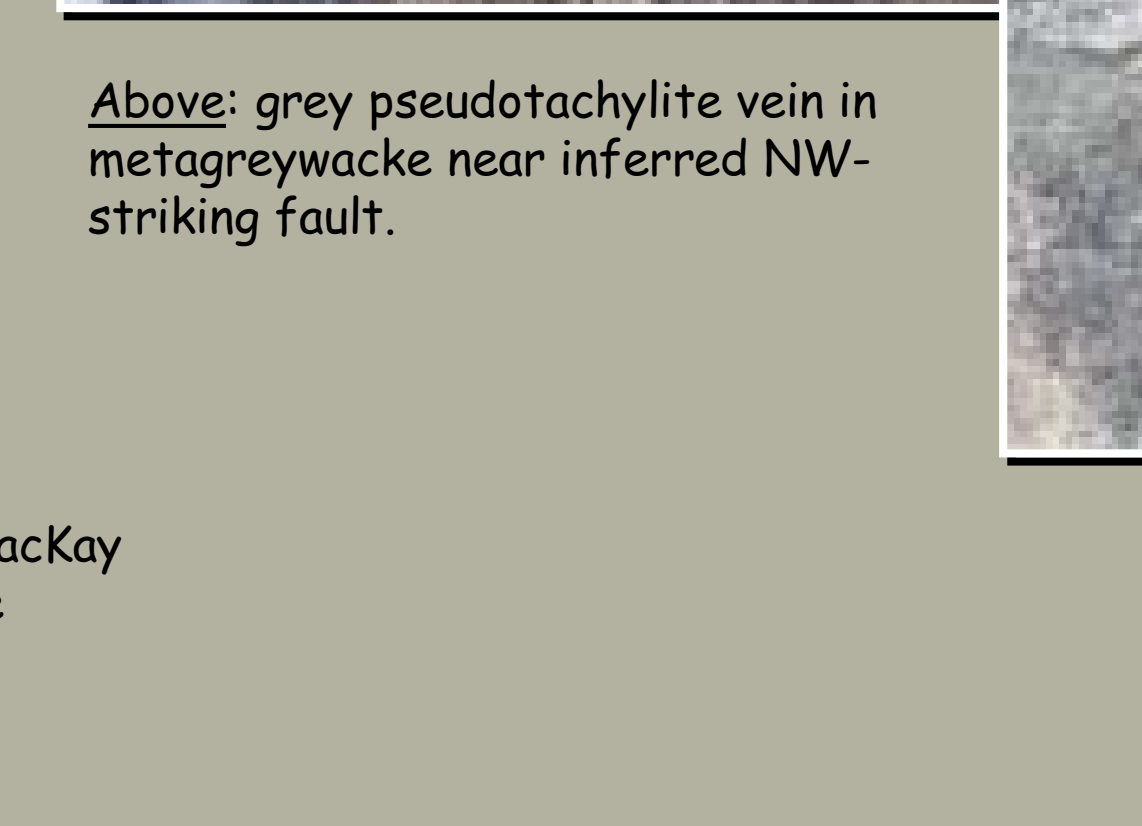 Above: grey pseudotachylite vein in
metagreywacke near inferred NW-
striking fault.
acKay